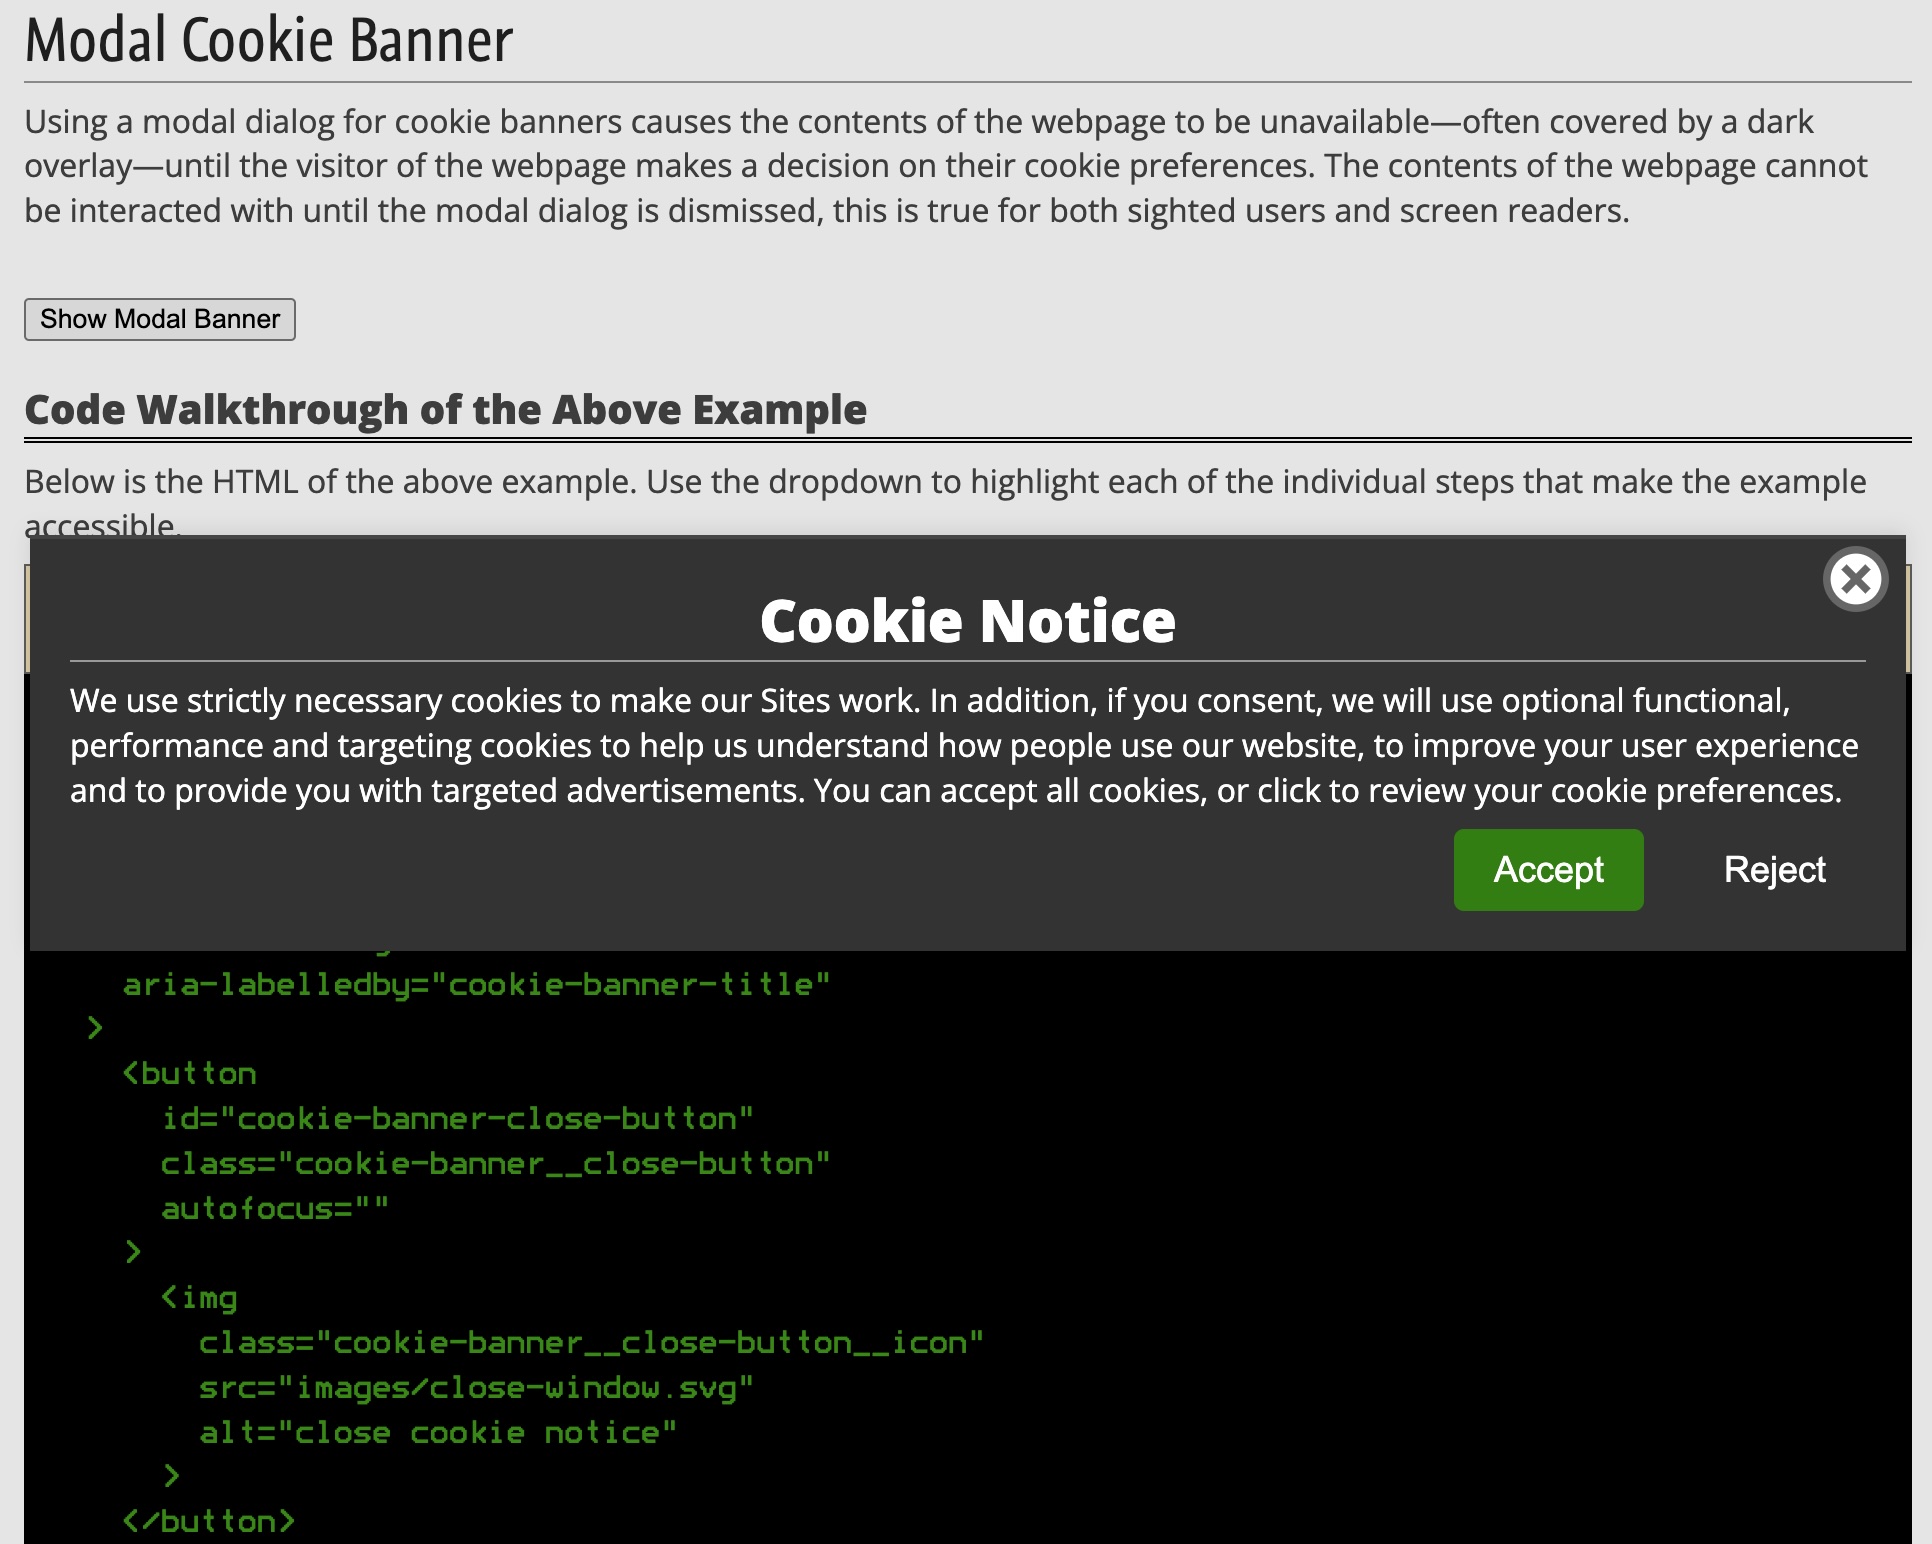 Modal Cookie Banner
Using a modal dialog for cookie banners causes the contents of the webpage to be unavailable—often covered by a dark
overlay—until the visitor of the webpage makes a decision on their cookie preferences. The contents of the webpage cannot
be interacted with until the modal dialog is dismissed, this is true for both sighted users and screen readers.
Show Modal Banner
Code Walkthrough of the Above Example
Below is the HTML of the above example. Use the dropdown to highlight each of the individual steps that make the example
accessible.
Cookie Notice
We use strictly necessary cookies to make our Sites work. In addition, if you consent, we will use optional functional,
performance and targeting cookies to help us understand how people use our website, to improve your user experience
and to provide you with targeted advertisements. You can accept all cookies, or click to review your cookie preferences.
Accept Reject
aria-labelledby="cookie-banner-title"
>
<button
id="cookie-banner-close-button"
class="cookie-banner__close-button"
autofocus=""
>
<img
class="cookie-banner__close-button__icon"
src="images/close-window.svg"
alt="close cookie notice"
>
</button>